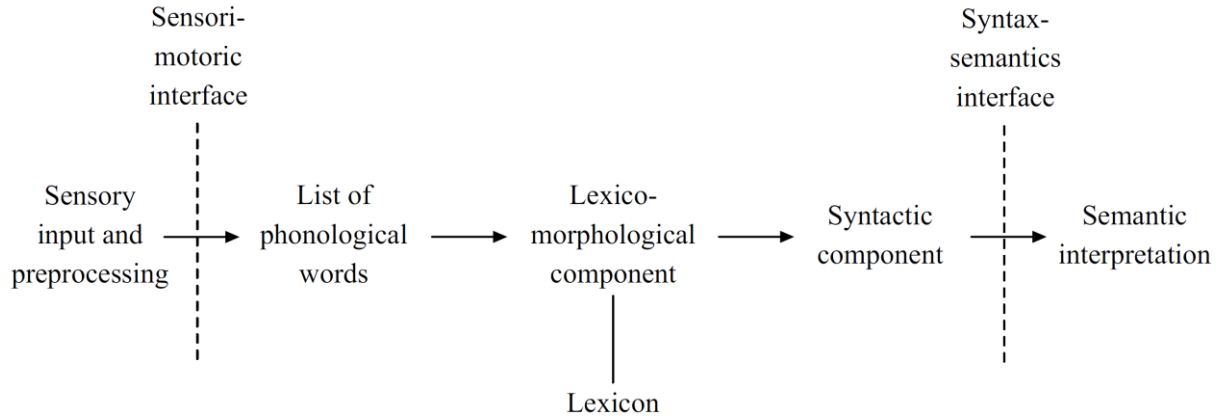 Sensori-
motoric
interface
Syntax-
semantics
interface
Sensory
input and
preprocessing
List of
phonological
words
Lexico-
morphological
component
Syntactic
component
Semantic
interpretation
Lexicon